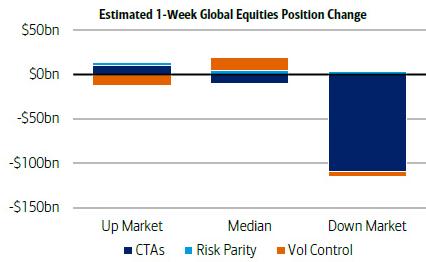 Estimated 1-Week Global Equities Position Change
$50bn
$0bn
-$50bn
-$100bn
-$150bn
Up Market Median Down Market
CTAs Risk Parity Vol Control